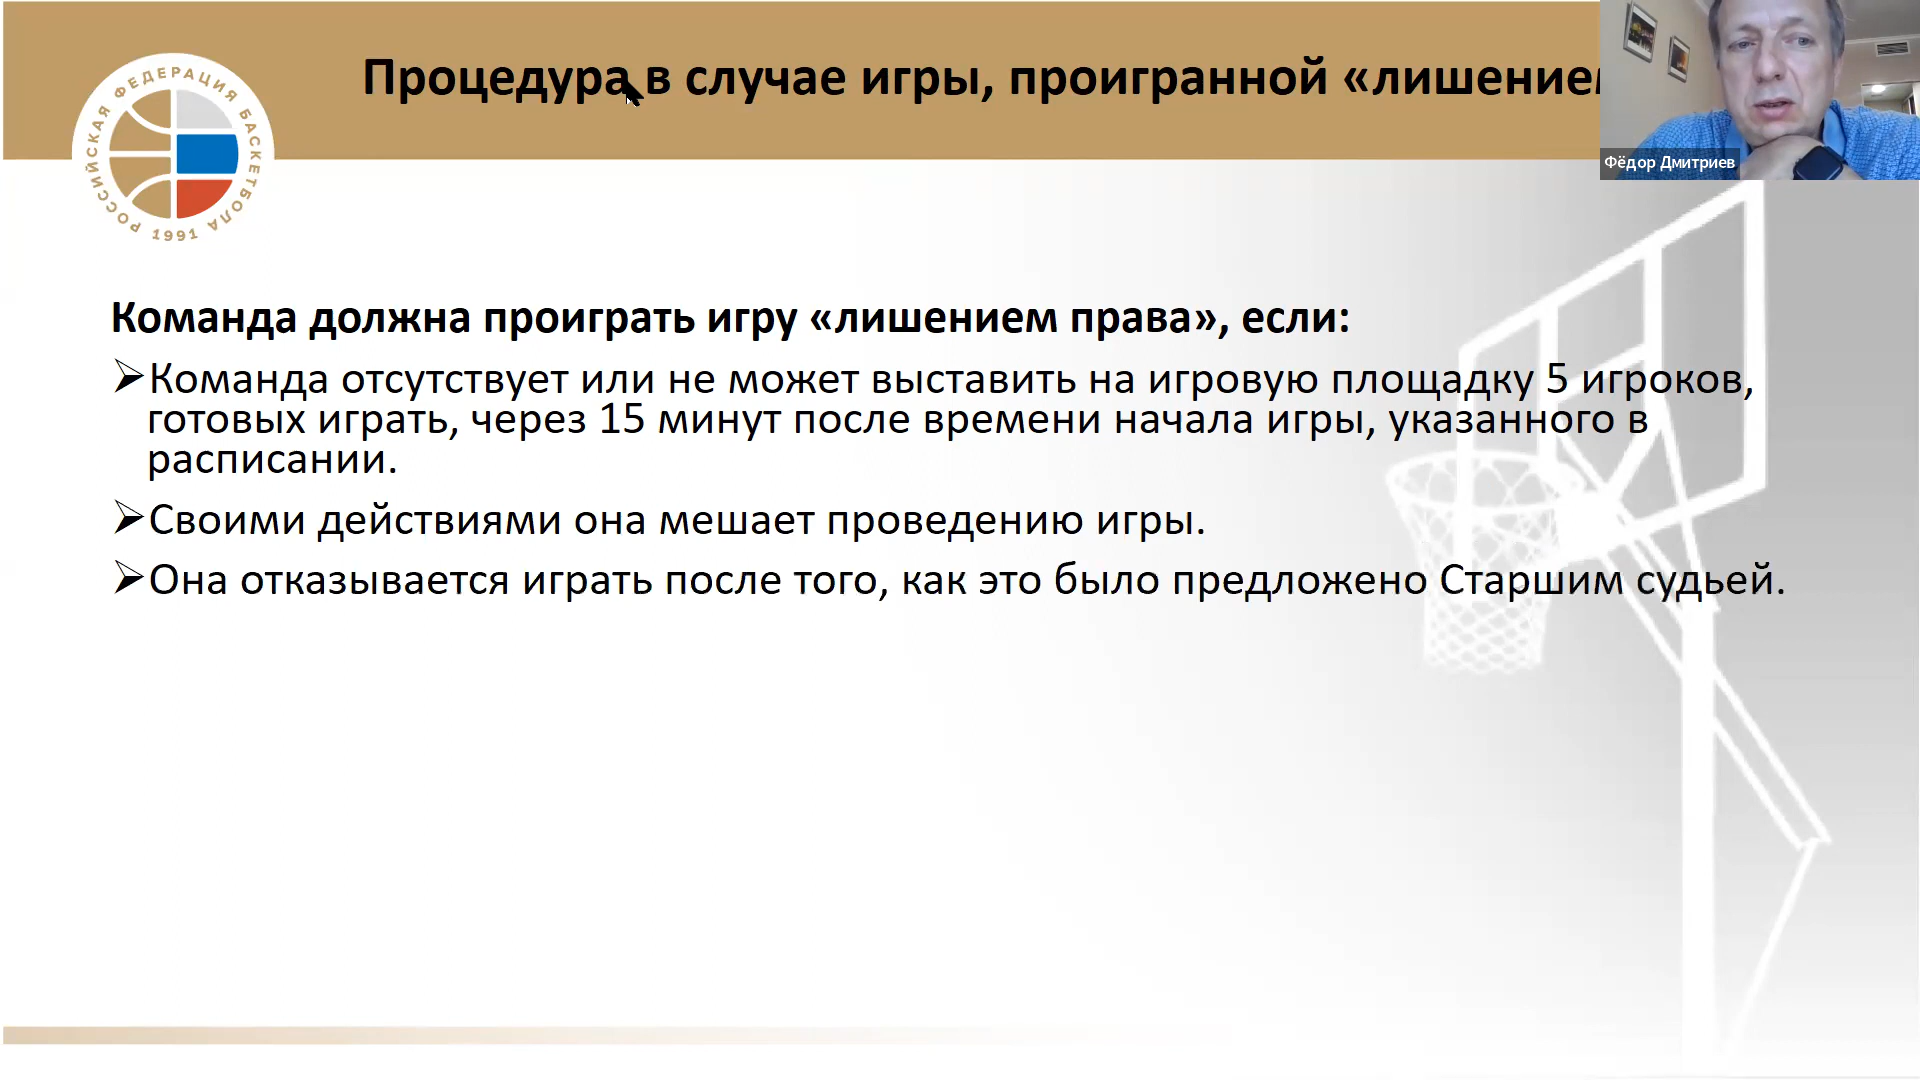 Процедура в случае игры, проигранной «лишением
Фёдор Дмитриев
РОССИЙСКАЯ ФЕДЕРАЦИЯ БАСКЕТБОЛА
1991
Команда должна проиграть игру «лишением права», если:
➢Команда отсутствует или не может выставить на игровую площадку 5 игроков,
готовых играть, через 15 минут после времени начала игры, указанного в
расписании.
➢Своими действиями она мешает проведению игры.
➢Она отказывается играть после того, как это было предложено Старшим судьей.